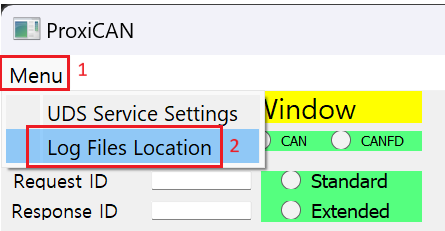 ProxiCAN
Menu 1
UDS Service Settings
Window
Log Files Location 2
CAN CANFD
Request ID Standard
Response ID Extended